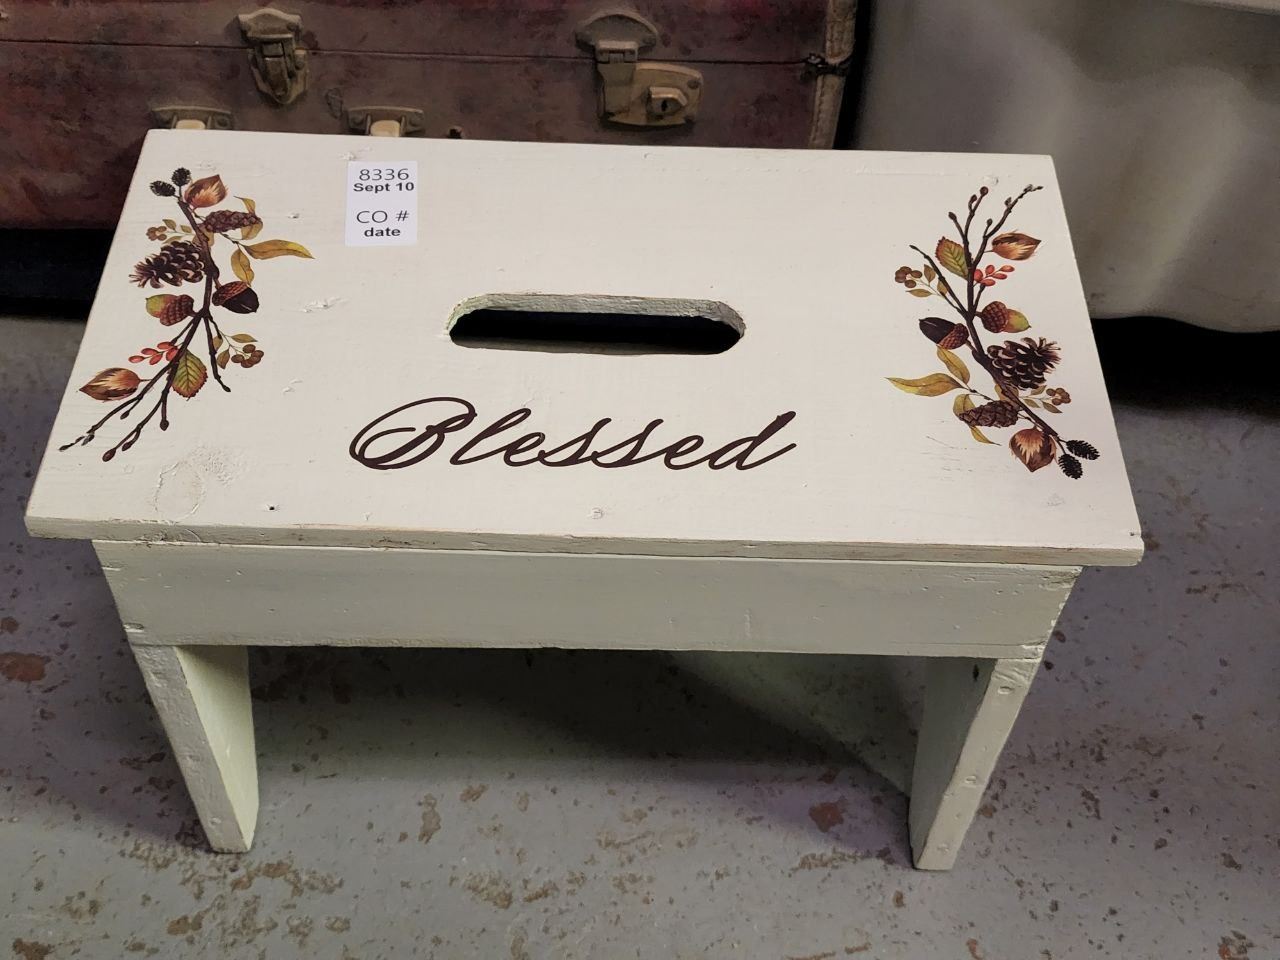 8336
Sept 10
CO #
date
Blessed